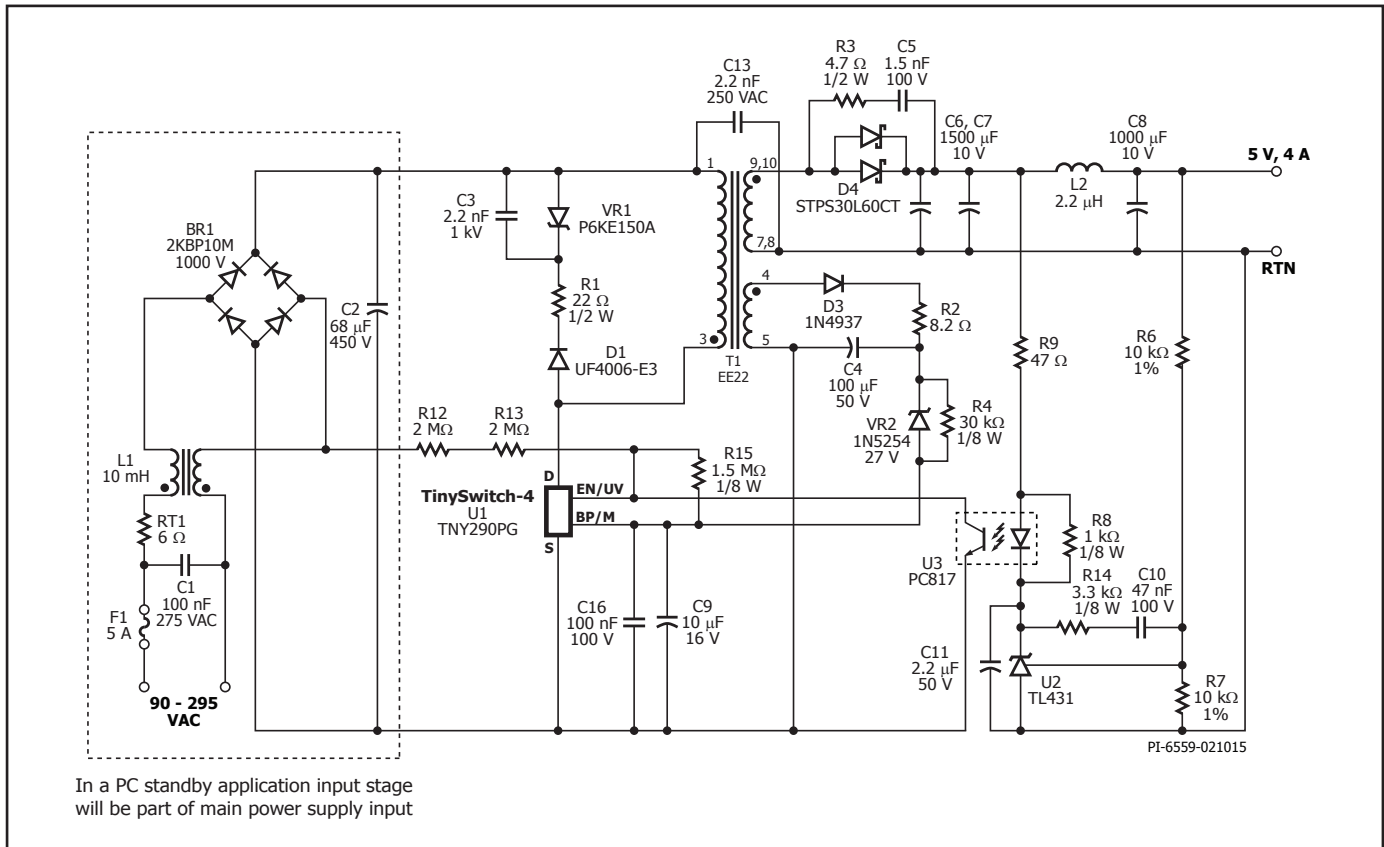 C13
2.2 nF
250 VAC
R3
4.7 Ω
1/2 W
C5
1.5 nF
100 V
C6, C7
1500 µF
10 V
C8
1000 µF
10 V
5 V, 4 A
1
9,10
D4
STPS30L60CT
L2
2.2 µH
C3
2.2 nF
1 kV
VR1
P6KE150A
BR1
2KBP10M
1000 V
7,8
RTN
4
D3
1N4937
R1
22 Ω
1/2 W
R2
8.2 Ω
C2
68 µF
450 V
3
5
T1
EE22
D1
UF4006-E3
C4
100 µF
50 V
R9
47 Ω
R6
10 kΩ
1%
R12
2 MΩ
R13
2 MΩ
VR2
1N5254
27 V
R4
30 kΩ
1/8 W
L1
10 mH
R15
1.5 MΩ
1/8 W
D
EN/UV
TinySwitch-4
U1
TNY290PG
BP/M
S
RT1
6 Ω
U3
PC817
R8
1 kΩ
1/8 W
C1
100 nF
275 VAC
R14
3.3 kΩ
1/8 W
C10
47 nF
100 V
F1
5 A
C16
100 nF
100 V
C9
10 µF
16 V
C11
2.2 µF
50 V
U2
TL431
R7
10 kΩ
1%
90 - 295
VAC
PI-6559-021015
In a PC standby application input stage
will be part of main power supply input